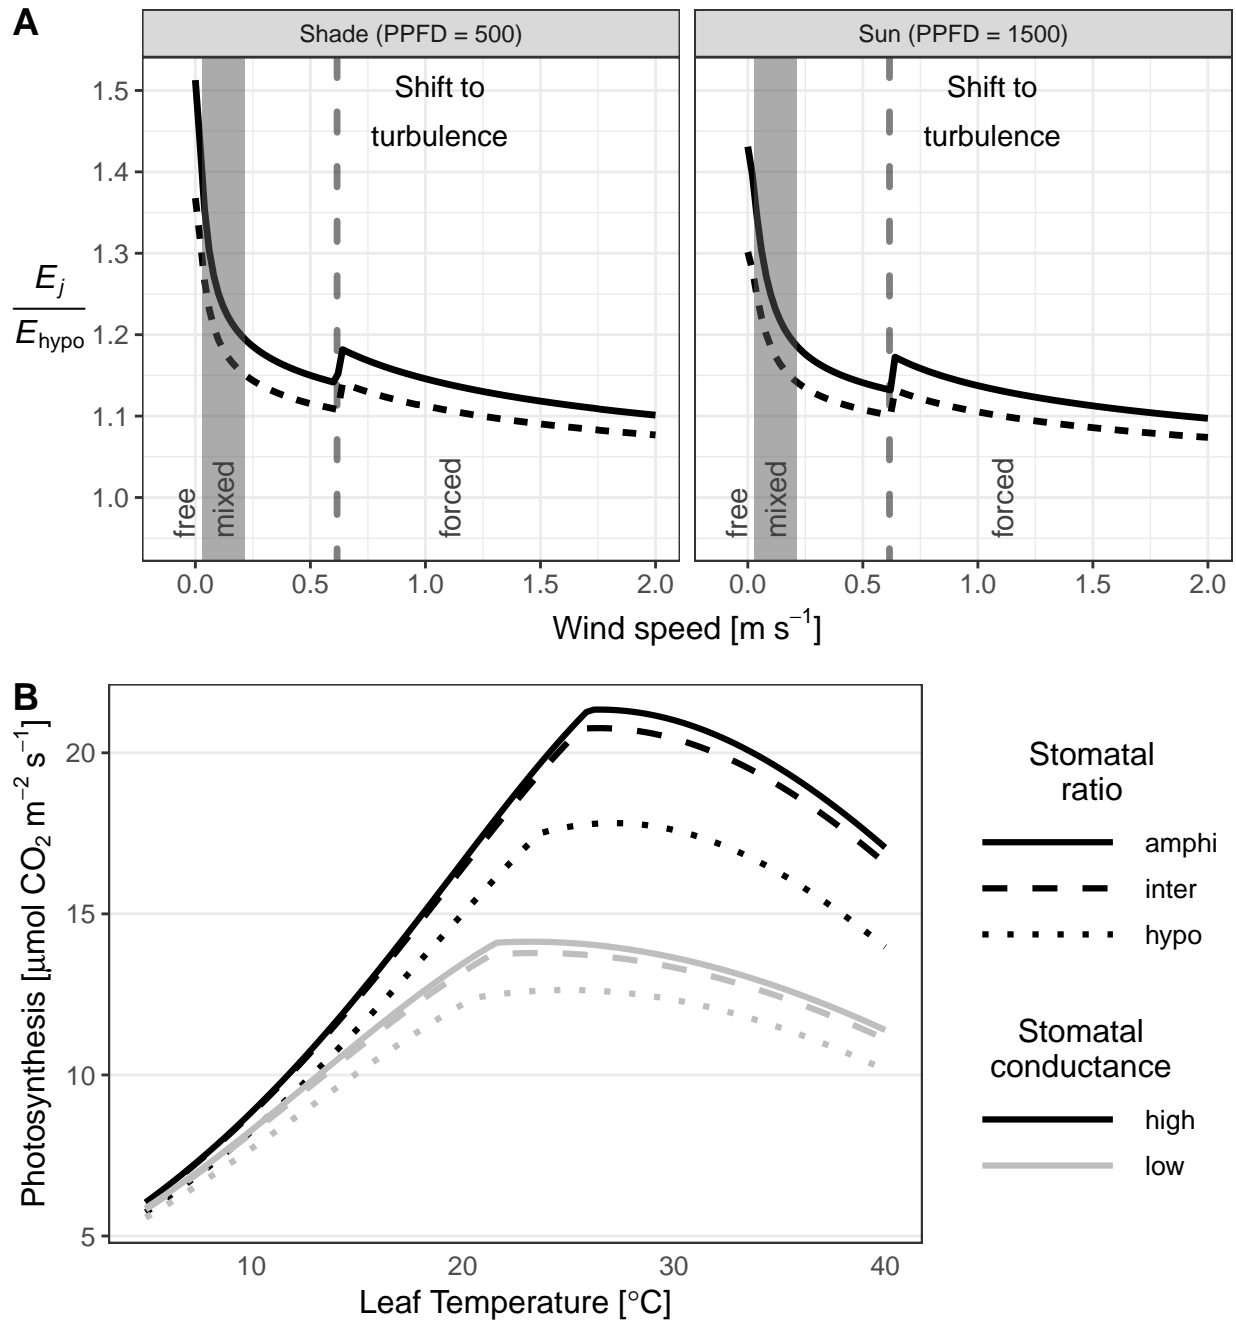 A
Shade (PPFD = 500)
Sun (PPFD = 1500)
Shift to
turbulence
Shift to
turbulence
1.5
1.4
1.3
1.2
1.1
1.0
E_j
E_hypo
free
mixed
forced
free
mixed
forced
0.0 0.5 1.0 1.5 2.0
0.0 0.5 1.0 1.5 2.0
Wind speed [m s⁻¹]
B
Photosynthesis [μmol CO₂ m⁻² s⁻¹]
20
15
10
5
10 20 30 40
Leaf Temperature [°C]
Stomatal
ratio
amphi
inter
hypo
Stomatal
conductance
high
low